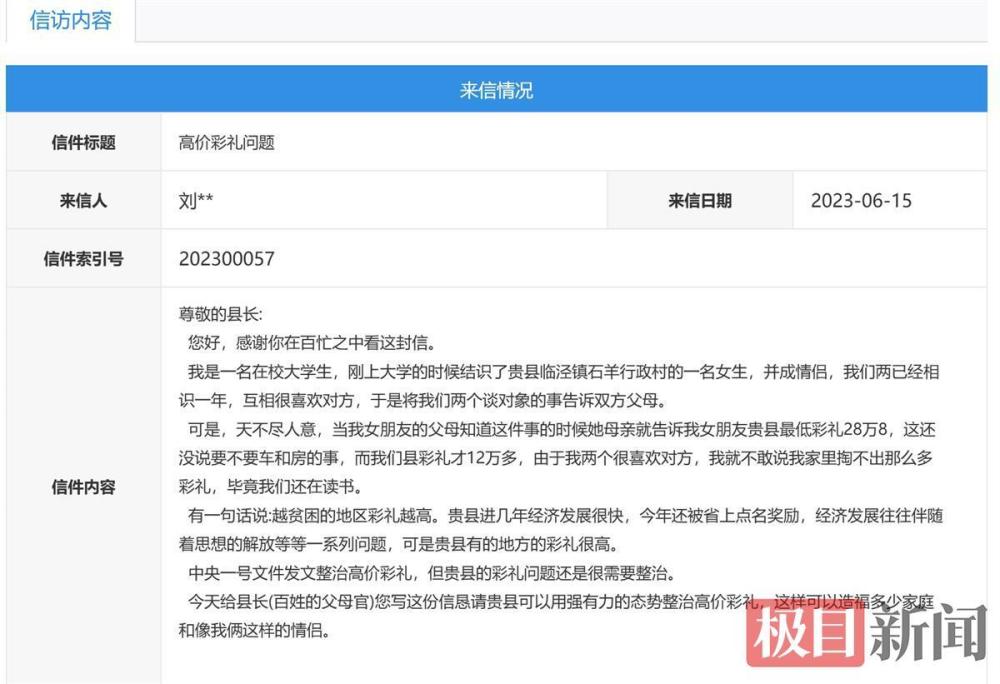 信访内容
来信情况
信件标题
高价彩礼问题
来信人
刘**
来信日期
2023-06-15
信件索引号
202300057
信件内容
尊敬的县长:
您好，感谢你在百忙之中看这封信。
我是一名在校大学生，刚上大学的时候结识了贵县临泾镇石羊行政村的一名女生，并成情侣，我们两已经相
识一年，互相很喜欢对方，于是将我们两个谈对象的事告诉双方父母。
可是，天不尽人意，当我女朋友的父母知道这件事的时候她母亲就告诉我女朋友贵县最低彩礼28万8，这还
没说要不要车和房的事，而我们县彩礼才12万多，由于我两个很喜欢对方，我就不敢说我家里掏不出那么多
彩礼，毕竟我们还在读书。
有一句话说:越贫困的地区彩礼越高。贵县进几年经济发展很快，今年还被省上点名奖励，经济发展往往伴随
着思想的解放等等一系列问题，可是贵县有的地方的彩礼很高。
中央一号文件发文整治高价彩礼，但贵县的彩礼问题还是很需要整治。
今天给县长(百姓的父母官)您写这份信息请贵县可以用强有力的态势整治高价彩礼，这样可以造福多少家庭
和像我俩这样的情侣。
极目新闻